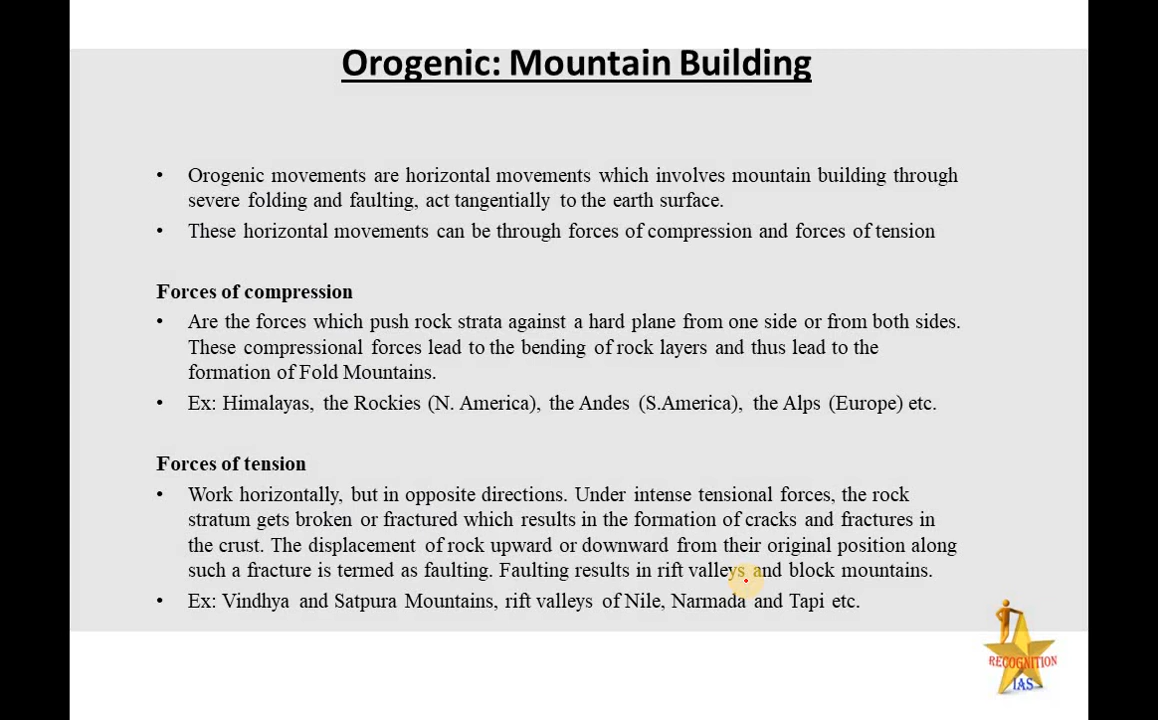 Orogenic: Mountain Building
• Orogenic movements are horizontal movements which involves mountain building through
severe folding and faulting, act tangentially to the earth surface.
• These horizontal movements can be through forces of compression and forces of tension
Forces of compression
• Are the forces which push rock strata against a hard plane from one side or from both sides.
These compressional forces lead to the bending of rock layers and thus lead to the
formation of Fold Mountains.
• Ex: Himalayas, the Rockies (N. America), the Andes (S.America), the Alps (Europe) etc.
Forces of tension
• Work horizontally, but in opposite directions. Under intense tensional forces, the rock
stratum gets broken or fractured which results in the formation of cracks and fractures in
the crust. The displacement of rock upward or downward from their original position along
such a fracture is termed as faulting. Faulting results in rift valleys and block mountains.
• Ex: Vindhya and Satpura Mountains, rift valleys of Nile, Narmada and Tapi etc.
RECOGNITION
IAS